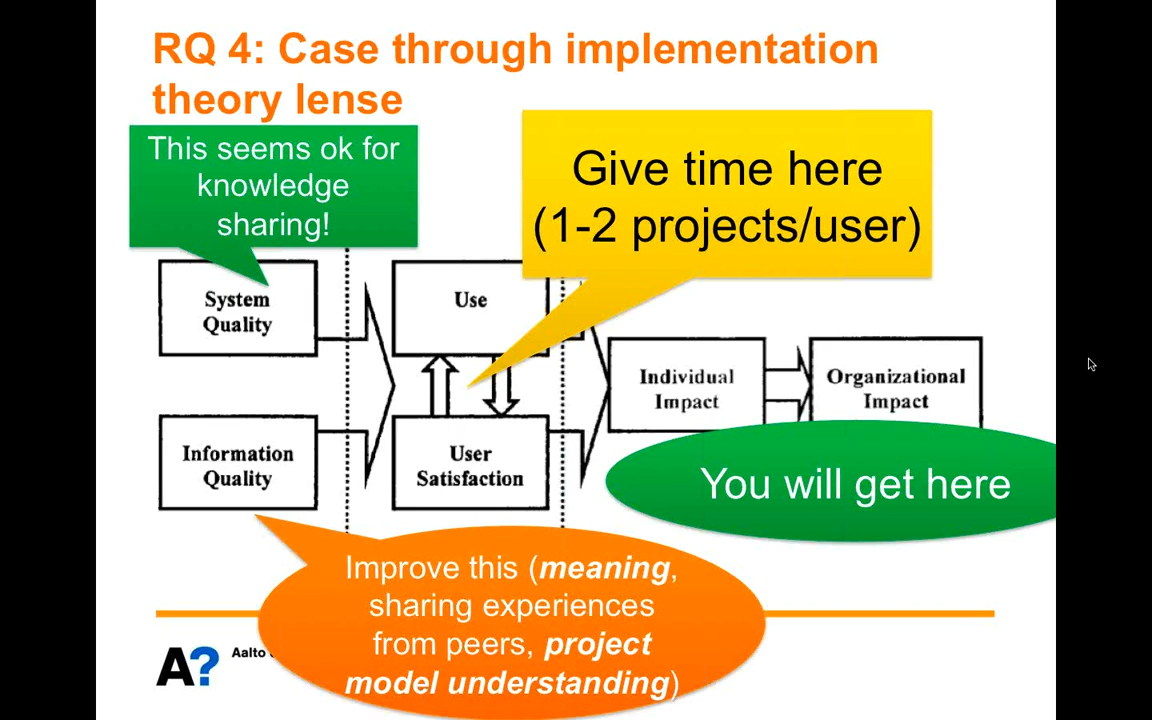 RQ 4: Case through implementation
theory lense
This seems ok for
knowledge
sharing!
Give time here
(1-2 projects/user)
System
Quality
Use
Individual
Impact
Organizational
Impact
Information
Quality
User
Satisfaction
You will get here
Improve this (meaning,
sharing experiences
from peers, project
model understanding)
A?
Aalto